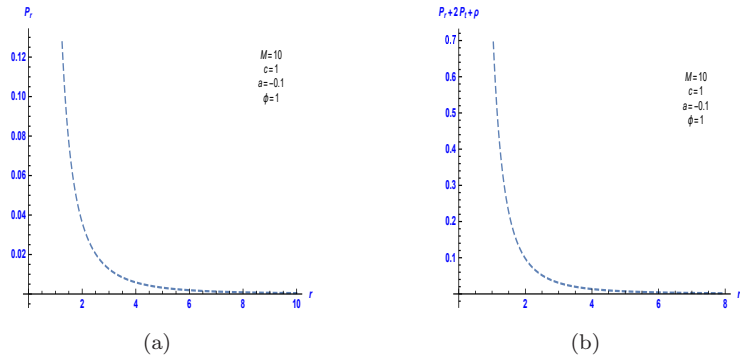 P_r
0.12
0.10
0.08
0.06
0.04
0.02
2
4
6
8
10
r
M=10
c=1
a=-0.1
ϕ=1
(a)
P_r+2P_t+ρ
0.7
0.6
0.5
0.4
0.3
0.2
0.1
2
4
6
8
r
M=10
c=1
a=-0.1
ϕ=1
(b)